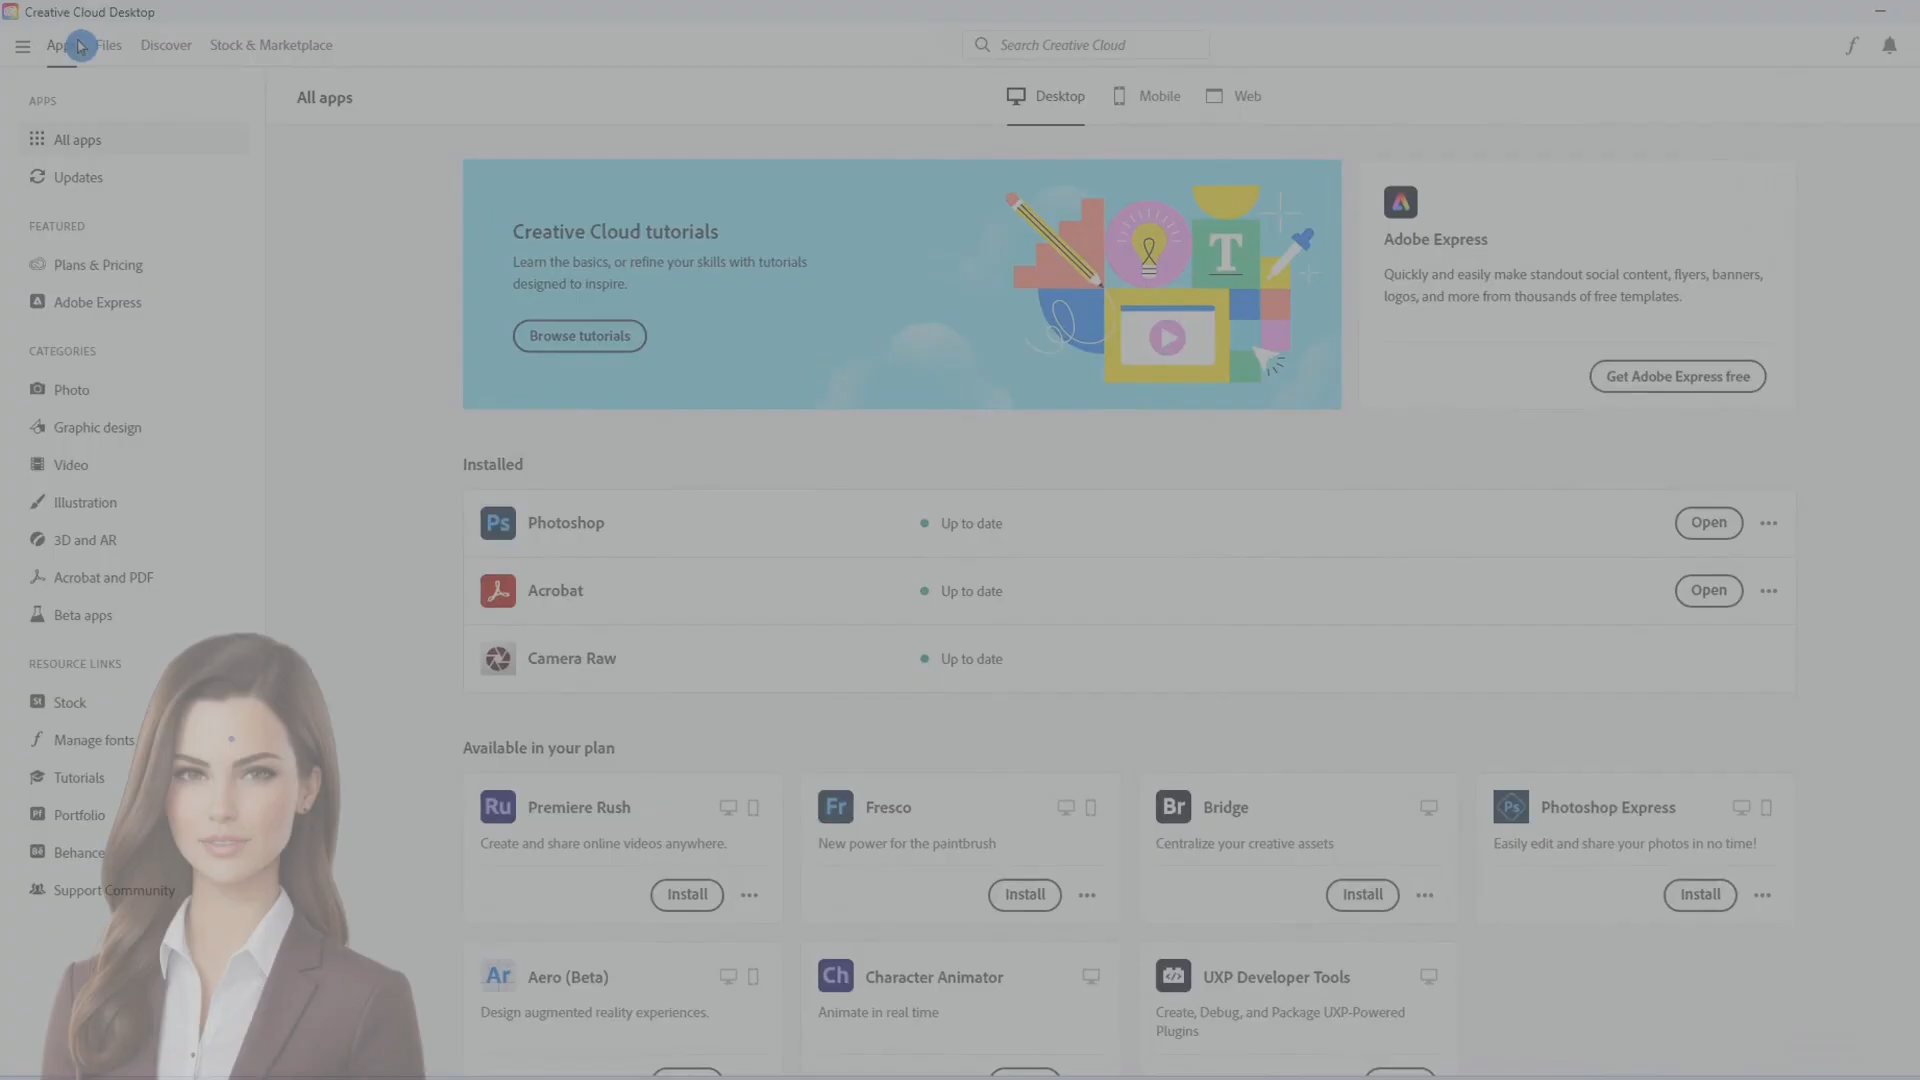 Creative Cloud Desktop
Files
Discover
Stock & Marketplace
Search Creative Cloud
APPS
All apps
Updates
FEATURED
Plans & Pricing
Adobe Express
CATEGORIES
Photo
Graphic design
Video
Illustration
3D and AR
Acrobat and PDF
Beta apps
RESOURCE LINKS
St Stock
Manage fonts
Tutorials
Pf Portfolio
Bē Behance
Support Community
All apps
Desktop
Mobile
Web
Creative Cloud tutorials
Learn the basics, or refine your skills with tutorials
designed to inspire.
Browse tutorials
T
Adobe Express
Quickly and easily make standout social content, flyers, banners,
logos, and more from thousands of free templates.
Get Adobe Express free
Installed
Ps Photoshop
Up to date
Open
Acrobat
Up to date
Open
Camera Raw
Up to date
Available in your plan
Ru Premiere Rush
Create and share online videos anywhere.
Install
Fr Fresco
New power for the paintbrush
Install
Br Bridge
Centralize your creative assets
Install
Ps Photoshop Express
Easily edit and share your photos in no time!
Install
Ar Aero (Beta)
Design augmented reality experiences.
Ch Character Animator
Animate in real time
UXP Developer Tools
Create, Debug, and Package UXP-Powered
Plugins